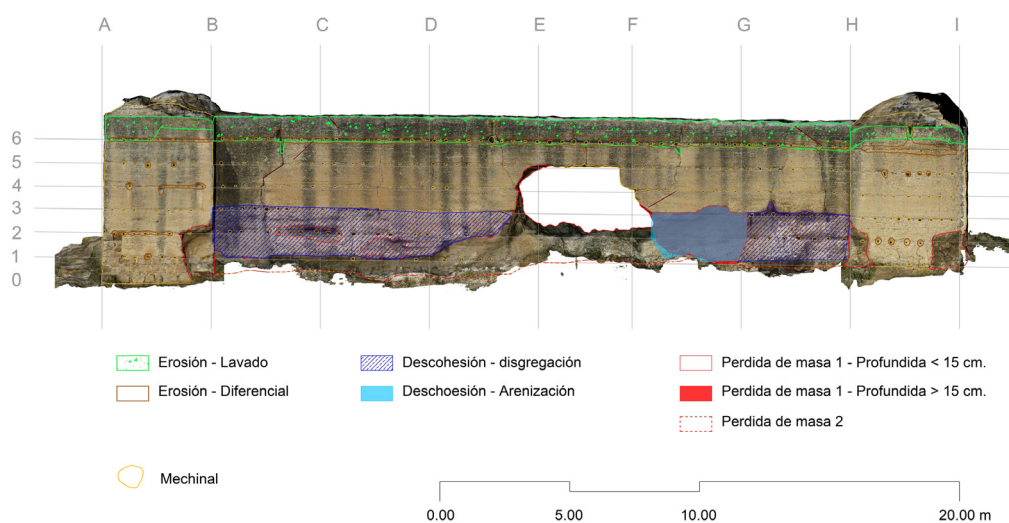 A B C D E F G H I
6
5
4
3
2
1
0
Erosión - Lavado
Descohesión - disgregación
Perdida de masa 1 - Profundida < 15 cm.
Erosión - Diferencial
Deschoesión - Arenización
Perdida de masa 1 - Profundida > 15 cm.
Perdida de masa 2
Mechinal
0.00 5.00 10.00 20.00 m